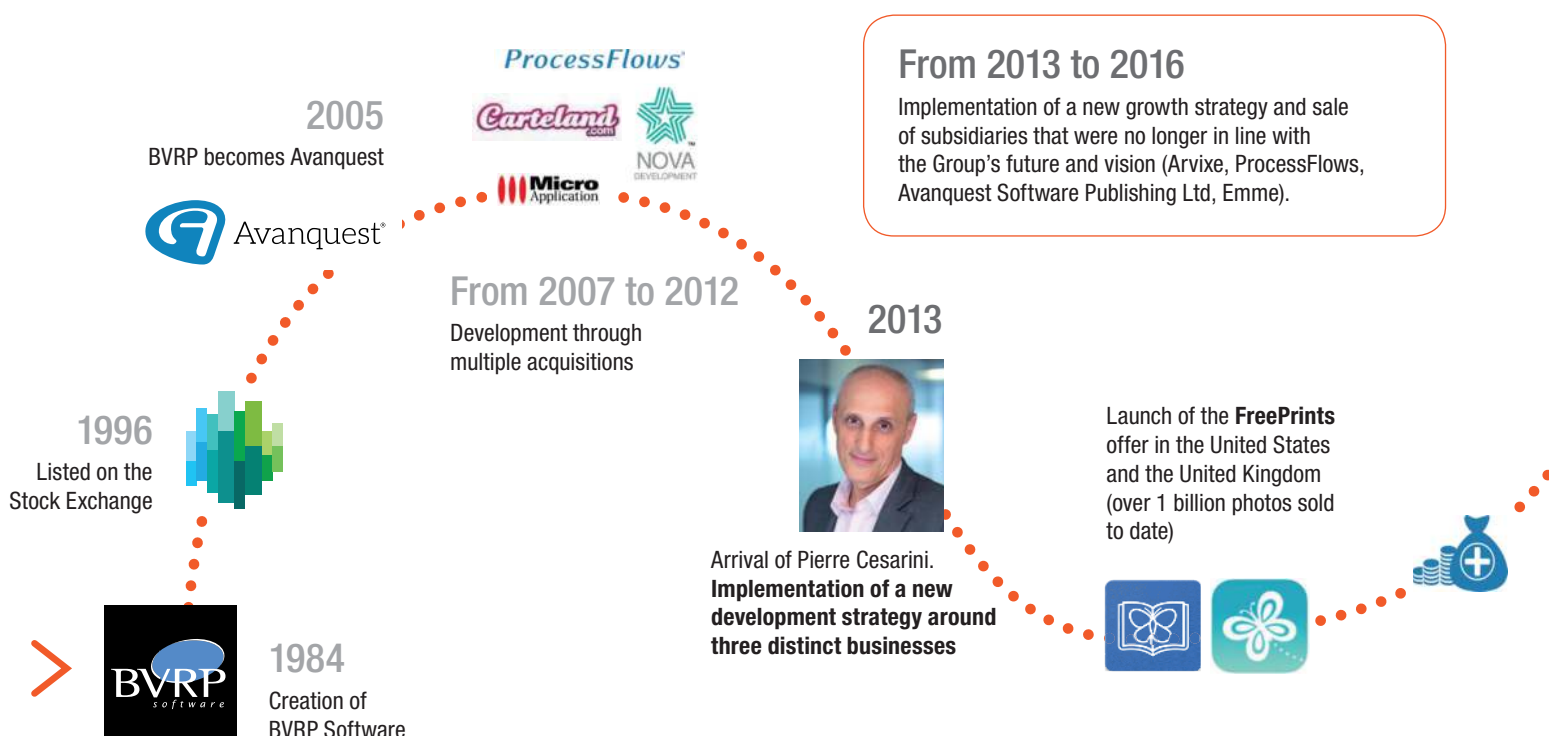 1984
Creation of
BVRP Software
BVRP
software
1996
Listed on the
Stock Exchange
2005
BVRP becomes Avanquest
Avanquest®
ProcessFlows
Carteland
.com
NOVA
DEVELOPMENT
™
Micro
Application
From 2007 to 2012
Development through
multiple acquisitions
2013
Arrival of Pierre Cesarini.
Implementation of a new
development strategy around
three distinct businesses
From 2013 to 2016
Implementation of a new growth strategy and sale
of subsidiaries that were no longer in line with
the Group’s future and vision (Arvixe, ProcessFlows,
Avanquest Software Publishing Ltd, Emme).
Launch of the FreePrints
offer in the United States
and the United Kingdom
(over 1 billion photos sold
to date)